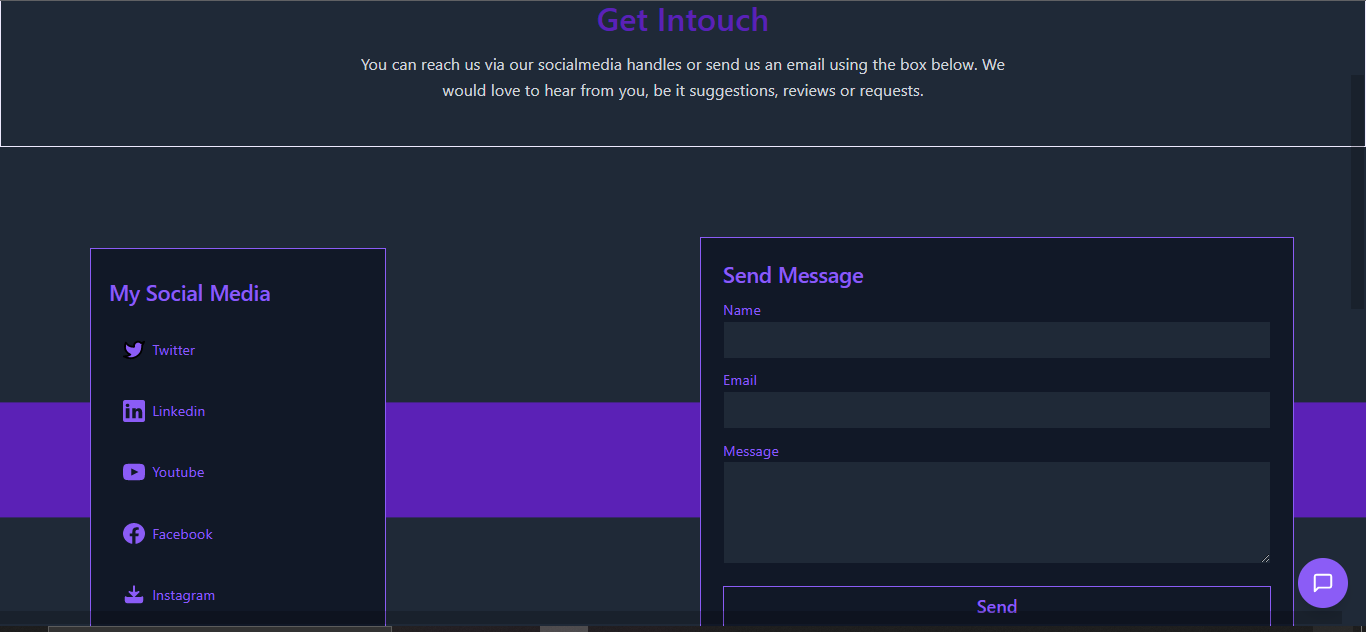 Get Intouch
You can reach us via our socialmedia handles or send us an email using the box below. We
would love to hear from you, be it suggestions, reviews or requests.
My Social Media
Twitter
Linkedin
Youtube
Facebook
Instagram
Send Message
Name
Email
Message
Send